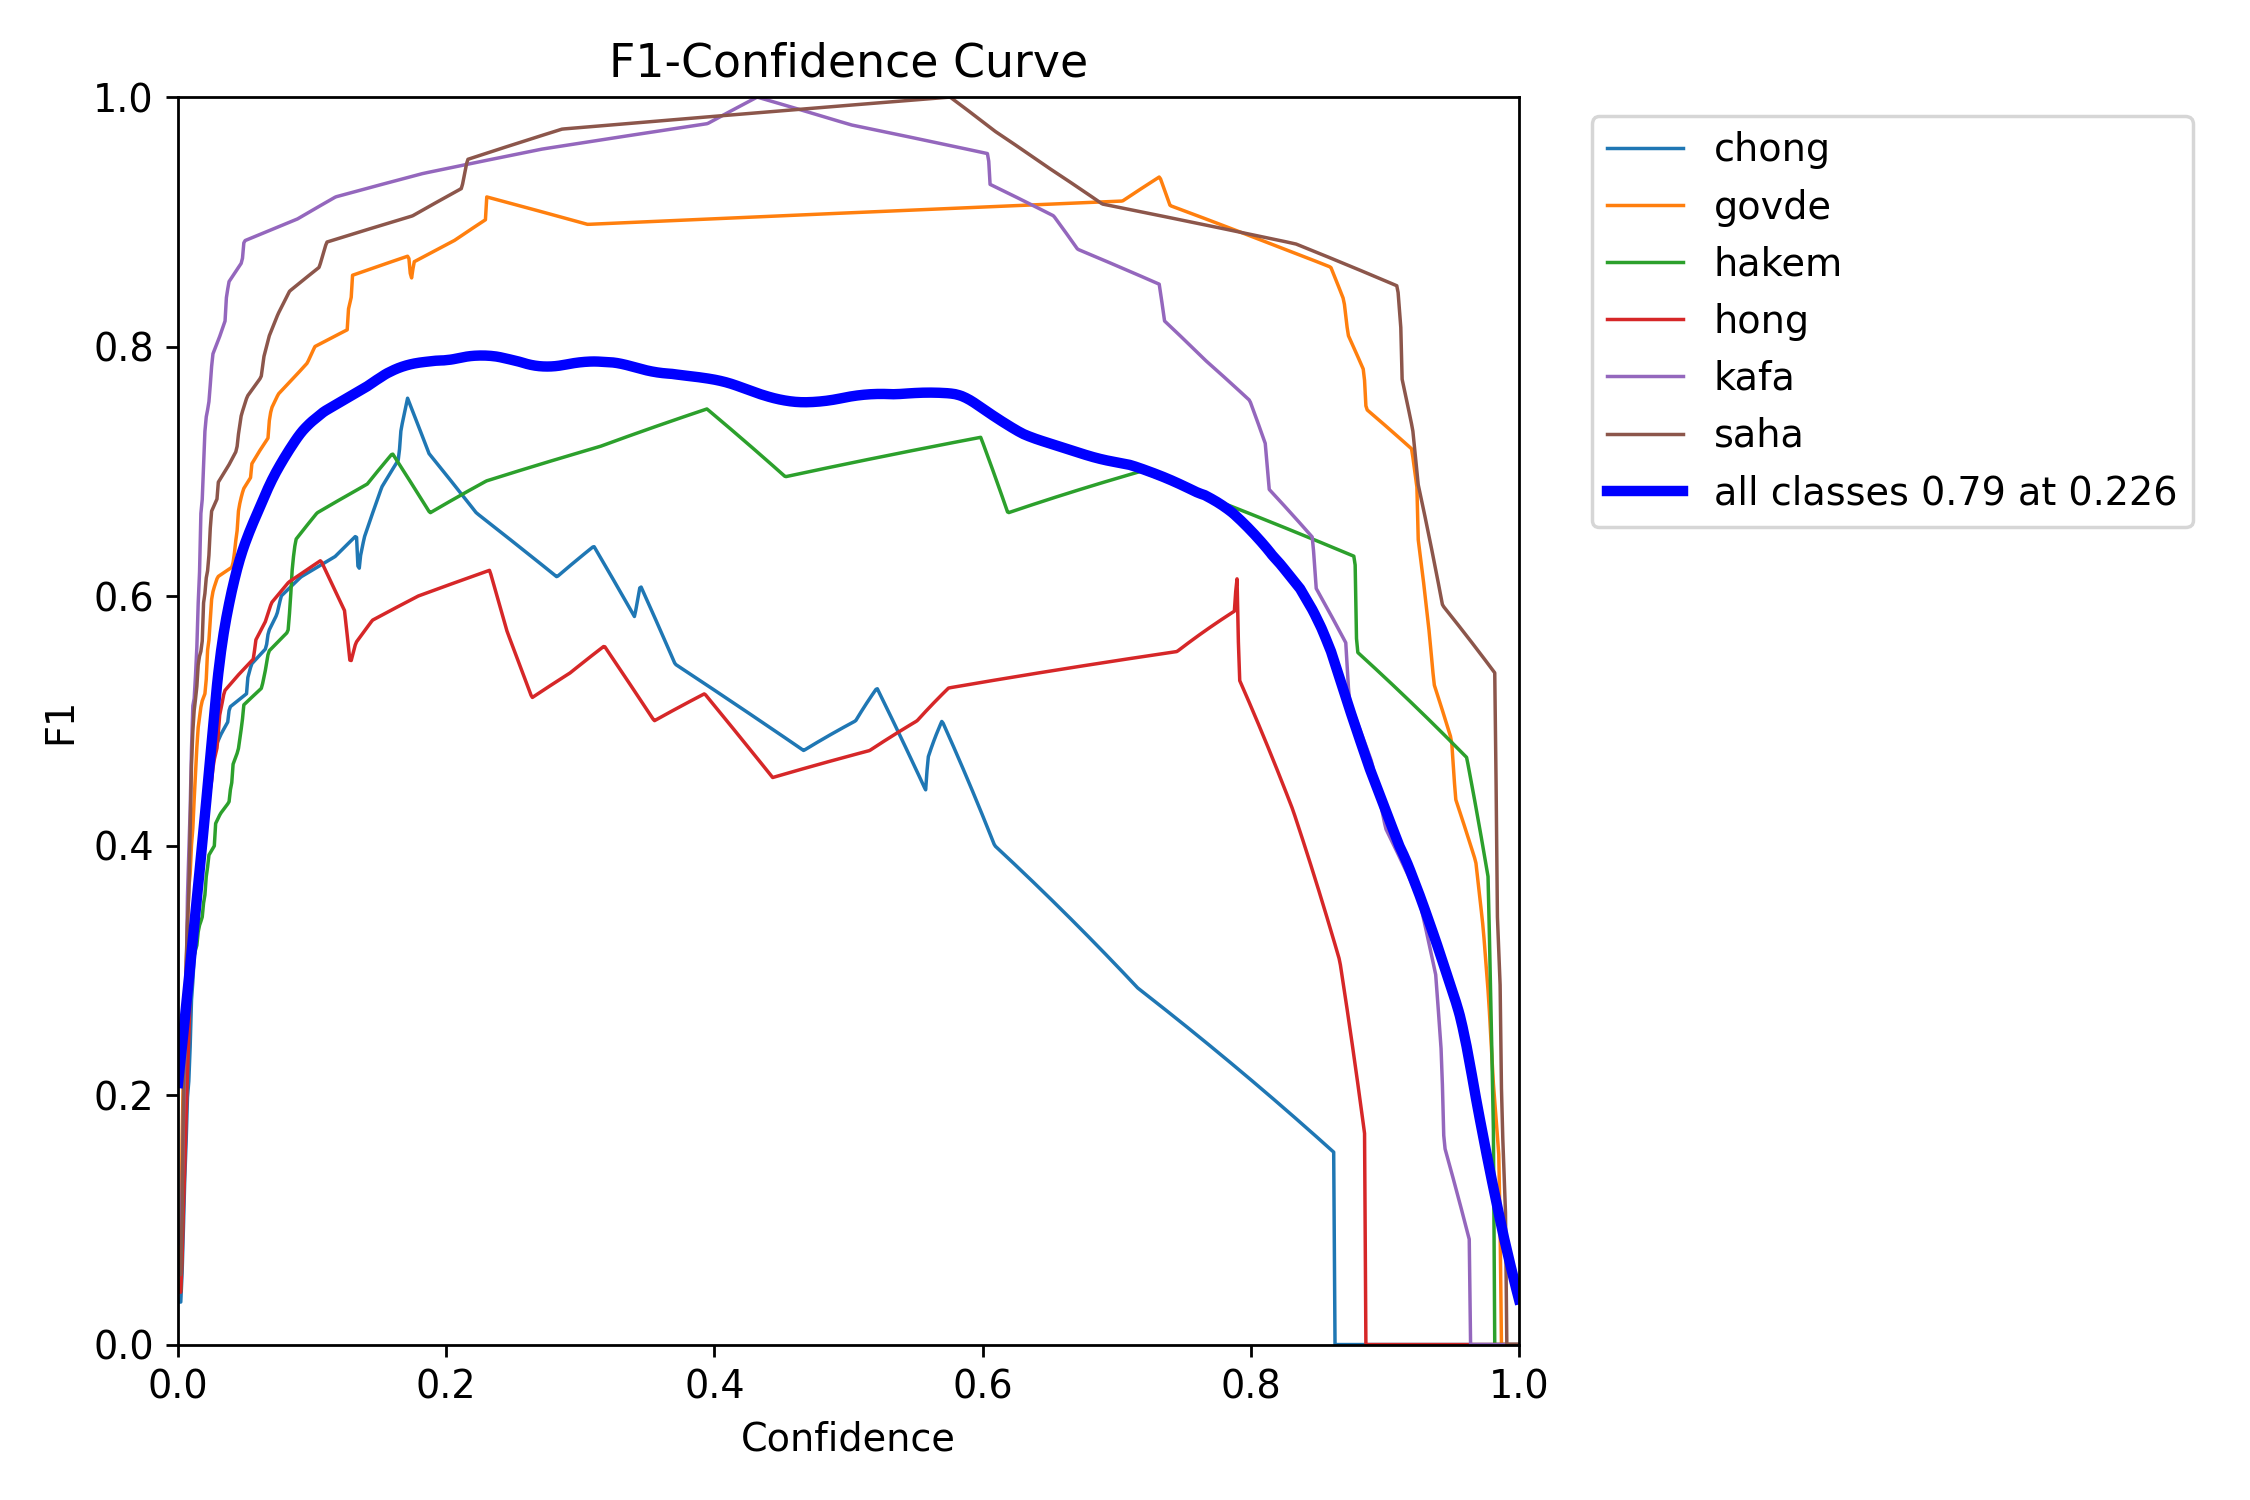 F1-Confidence Curve
1.0
0.8
0.6
0.4
0.2
0.0
F1
0.0 0.2 0.4 0.6 0.8 1.0
Confidence
chong
govde
hakem
hong
kafa
saha
all classes 0.79 at 0.226